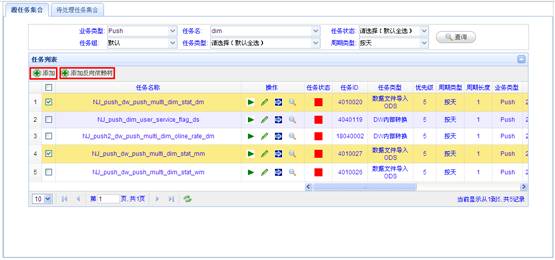 源任务集合 待处理任务集合
业务类型: Push 任务名: dim 任务状态: 请选择(默认全选) 查询
任务组: 默认 任务类型: 请选择(默认全选) 周期类型: 按天
任务列表
添加 添加反向依赖树
任务名称 操作 任务状态 任务ID 任务类型 优先级 周期类型 周期长度 业务类型
1 NJ_push_dw_push_multi_dim_stat_dm 4010020 数据文件导入ODS 5 按天 1 Push 2
2 NJ_push_dim_user_service_flag_ds 4040119 DW内部转换 5 按天 1 Push 2
3 NJ_push2_dw_push_multi_dim_oline_rate_dm 18040002 DW内部转换 5 按天 1 Push 2
4 NJ_push_dw_push_multi_dim_stat_mm 4010027 数据文件导入ODS 5 按天 1 Push 2
5 NJ_push_dw_push_multi_dim_stat_wm 4010026 数据文件导入ODS 5 按天 1 Push 2
10 第 1 页,共1页 当前显示从1到5, 共5记录